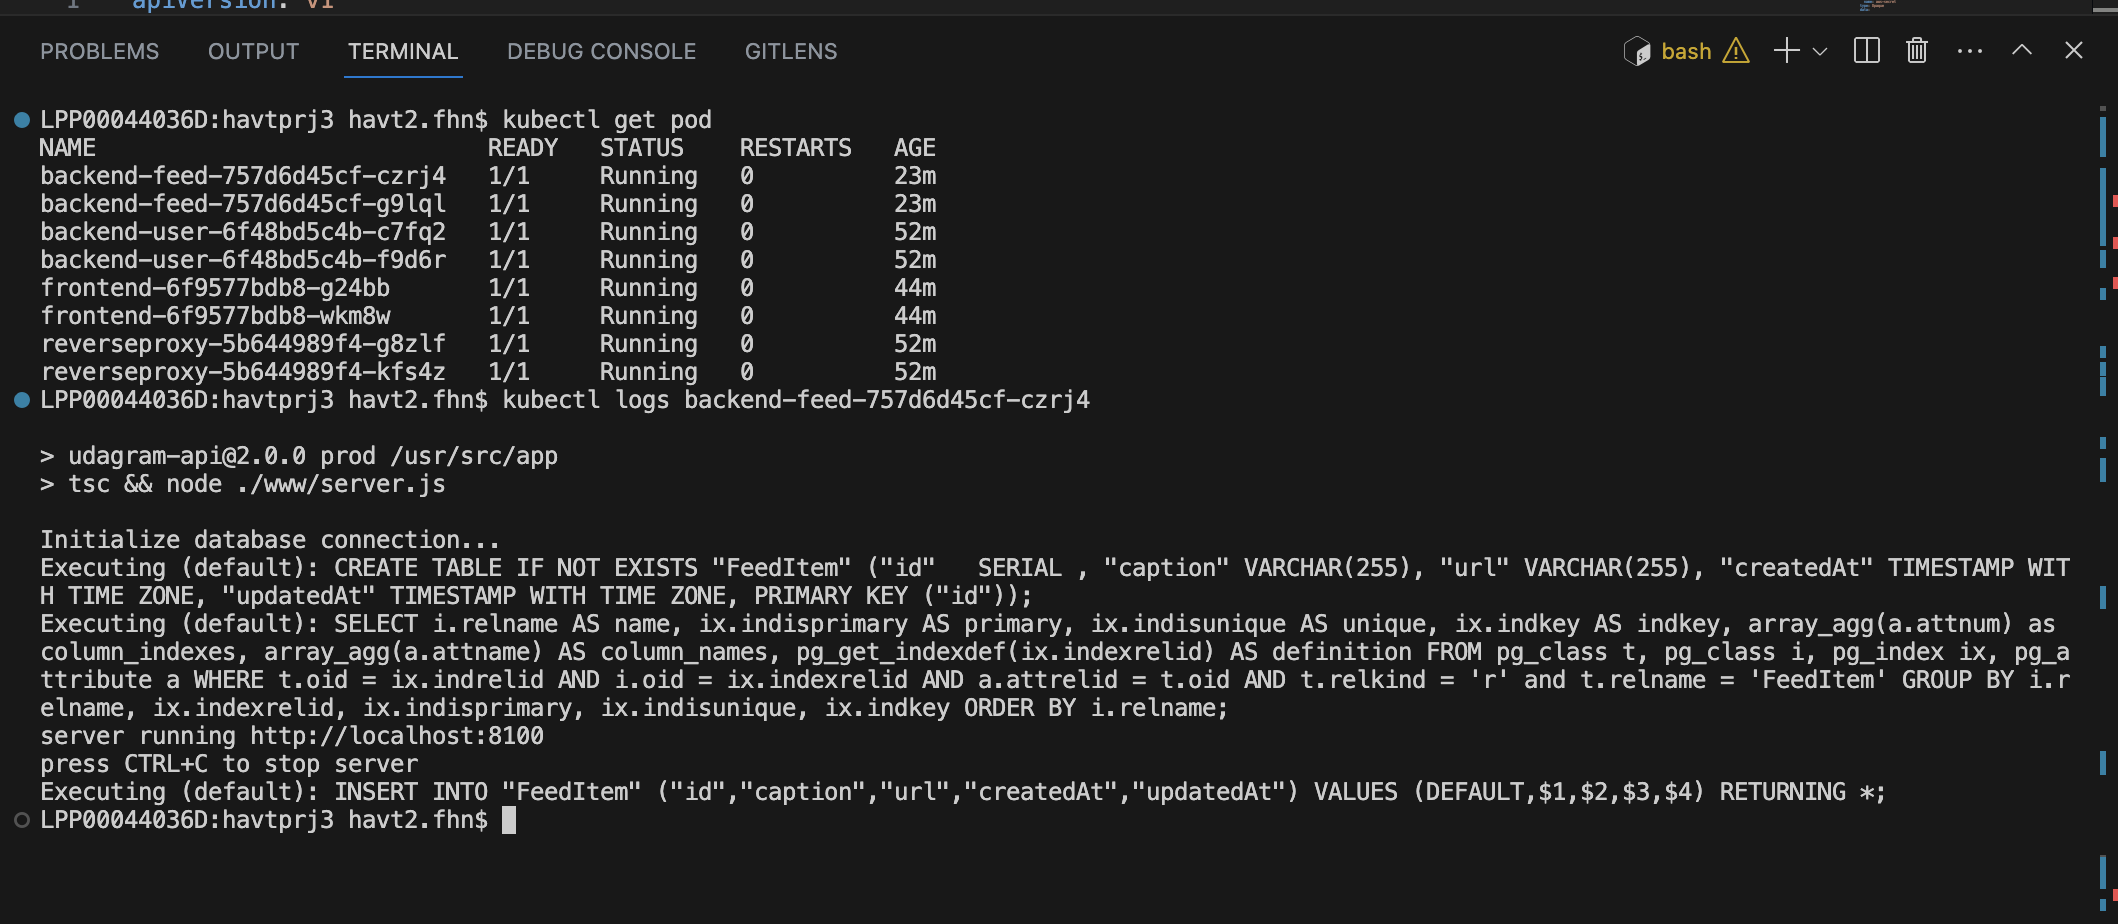 1 apiVersion: v1
PROBLEMS OUTPUT TERMINAL DEBUG CONSOLE GITLENS bash
LPP00044036D:havtprj3 havt2.fhn$ kubectl get pod
NAME READY STATUS RESTARTS AGE
backend-feed-757d6d45cf-czrj4 1/1 Running 0 23m
backend-feed-757d6d45cf-g9lql 1/1 Running 0 23m
backend-user-6f48bd5c4b-c7fq2 1/1 Running 0 52m
backend-user-6f48bd5c4b-f9d6r 1/1 Running 0 52m
frontend-6f9577bdb8-g24bb 1/1 Running 0 44m
frontend-6f9577bdb8-wkm8w 1/1 Running 0 44m
reverseproxy-5b644989f4-g8zlf 1/1 Running 0 52m
reverseproxy-5b644989f4-kfs4z 1/1 Running 0 52m
LPP00044036D:havtprj3 havt2.fhn$ kubectl logs backend-feed-757d6d45cf-czrj4
> udagram-api@2.0.0 prod /usr/src/app
> tsc && node ./www/server.js
Initialize database connection...
Executing (default): CREATE TABLE IF NOT EXISTS "FeedItem" ("id"   SERIAL , "caption" VARCHAR(255), "url" VARCHAR(255), "createdAt" TIMESTAMP WIT
H TIME ZONE, "updatedAt" TIMESTAMP WITH TIME ZONE, PRIMARY KEY ("id"));
Executing (default): SELECT i.relname AS name, ix.indisprimary AS primary, ix.indisunique AS unique, ix.indkey AS indkey, array_agg(a.attnum) as
column_indexes, array_agg(a.attname) AS column_names, pg_get_indexdef(ix.indexrelid) AS definition FROM pg_class t, pg_class i, pg_index ix, pg_a
ttribute a WHERE t.oid = ix.indrelid AND i.oid = ix.indexrelid AND a.attrelid = t.oid AND t.relkind = 'r' and t.relname = 'FeedItem' GROUP BY i.r
elname, ix.indexrelid, ix.indisprimary, ix.indisunique, ix.indkey ORDER BY i.relname;
server running http://localhost:8100
press CTRL+C to stop server
Executing (default): INSERT INTO "FeedItem" ("id","caption","url","createdAt","updatedAt") VALUES (DEFAULT,$1,$2,$3,$4) RETURNING *;
LPP00044036D:havtprj3 havt2.fhn$